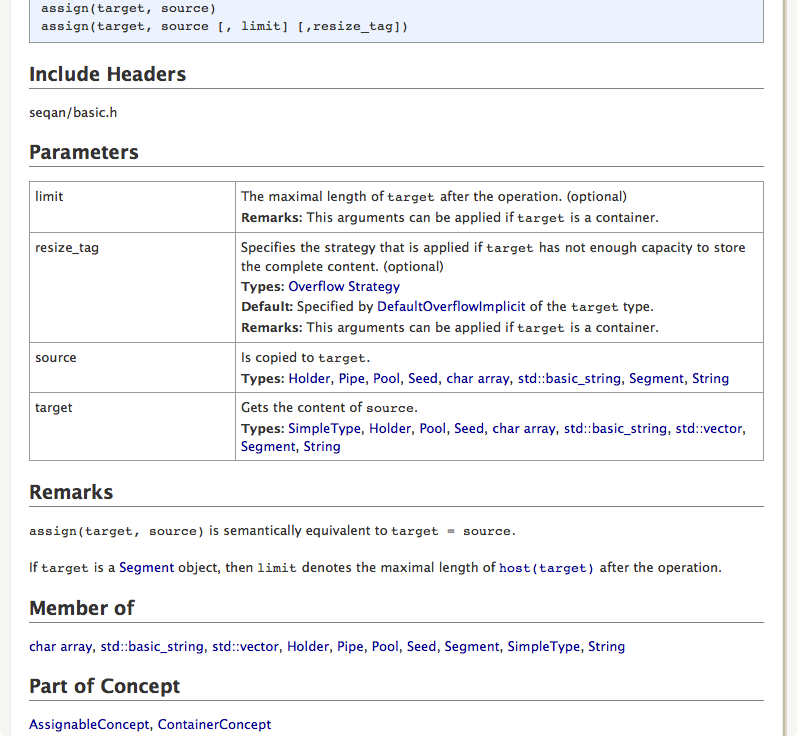 assign(target, source)
assign(target, source [, limit] [,resize_tag])
Include Headers
seqan/basic.h
Parameters
limit
The maximal length of target after the operation. (optional)
Remarks: This arguments can be applied if target is a container.
resize_tag
Specifies the strategy that is applied if target has not enough capacity to store
the complete content. (optional)
Types: Overflow Strategy
Default: Specified by DefaultOverflowImplicit of the target type.
Remarks: This arguments can be applied if target is a container.
source
Is copied to target.
Types: Holder, Pipe, Pool, Seed, char array, std::basic_string, Segment, String
target
Gets the content of source.
Types: SimpleType, Holder, Pool, Seed, char array, std::basic_string, std::vector,
Segment, String
Remarks
assign(target, source) is semantically equivalent to target = source.
If target is a Segment object, then limit denotes the maximal length of host(target) after the operation.
Member of
char array, std::basic_string, std::vector, Holder, Pipe, Pool, Seed, Segment, SimpleType, String
Part of Concept
AssignableConcept, ContainerConcept